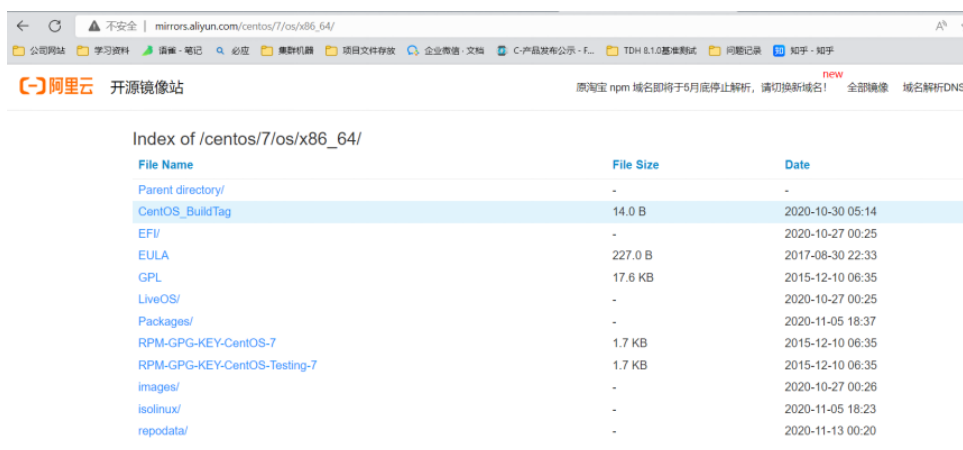 不安全 | mirrors.aliyun.com/centos/7/os/x86_64/
公司网站 学习资料 语雀 - 笔记 必应 集群机器 项目文件存放 企业微信 · 文档 C-产品发布公示 - F... TDH 8.1.0基准测试 问题记录 知乎 - 知乎
new
阿里云 开源镜像站 原淘宝 npm 域名即将于5月底停止解析，请切换新域名！ 全部镜像 域名解析DNS
Index of /centos/7/os/x86_64/
File Name File Size Date
Parent directory/ - -
CentOS_BuildTag 14.0 B 2020-10-30 05:14
EFI/ - 2020-10-27 00:25
EULA 227.0 B 2017-08-30 22:33
GPL 17.6 KB 2015-12-10 06:35
LiveOS/ - 2020-10-27 00:25
Packages/ - 2020-11-05 18:37
RPM-GPG-KEY-CentOS-7 1.7 KB 2015-12-10 06:35
RPM-GPG-KEY-CentOS-Testing-7 1.7 KB 2015-12-10 06:35
images/ - 2020-10-27 00:26
isolinux/ - 2020-11-05 18:23
repodata/ - 2020-11-13 00:20